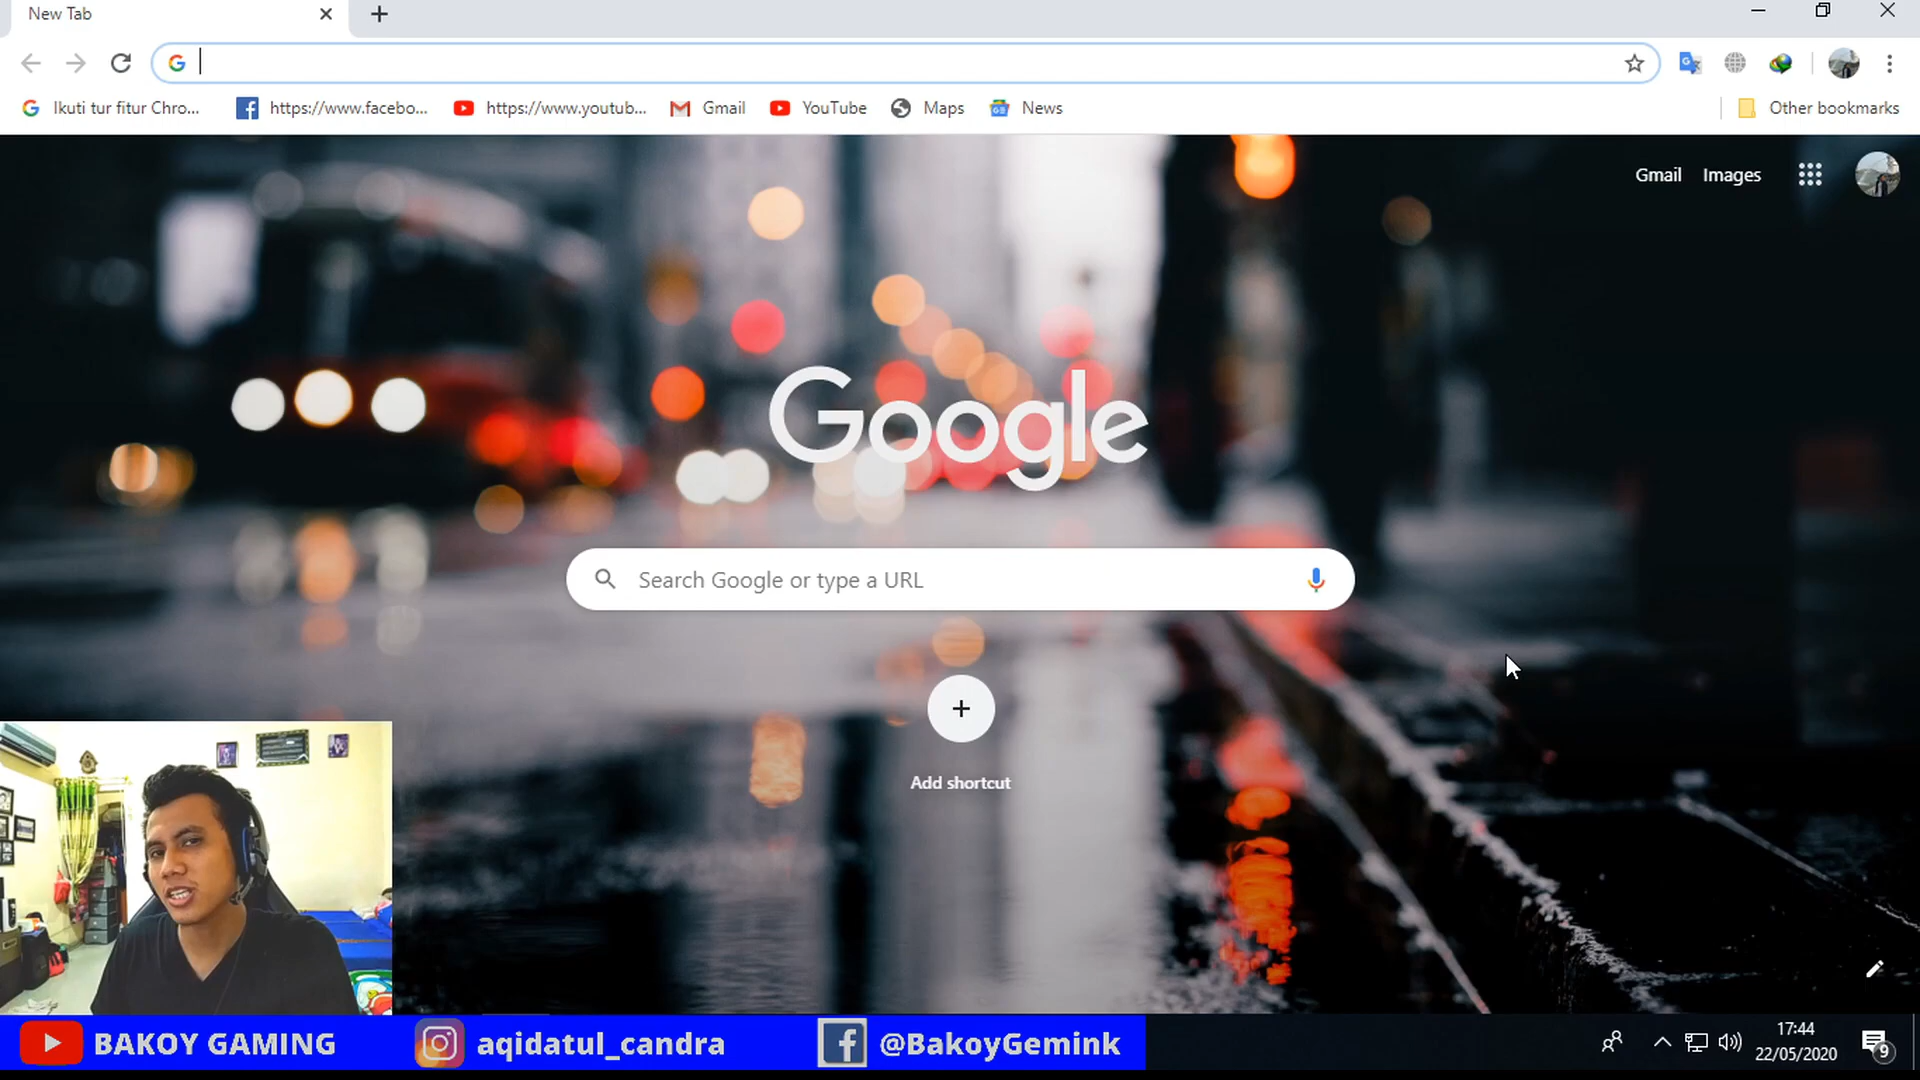 New Tab
Ikuti tur fitur Chro...
https://www.facebo...
https://www.youtub...
Gmail
YouTube
Maps
News
Other bookmarks
Gmail Images
Google
Search Google or type a URL
Add shortcut
BAKOY GAMING
aqidatul_candra
@BakoyGemink
17:44
22/05/2020
9